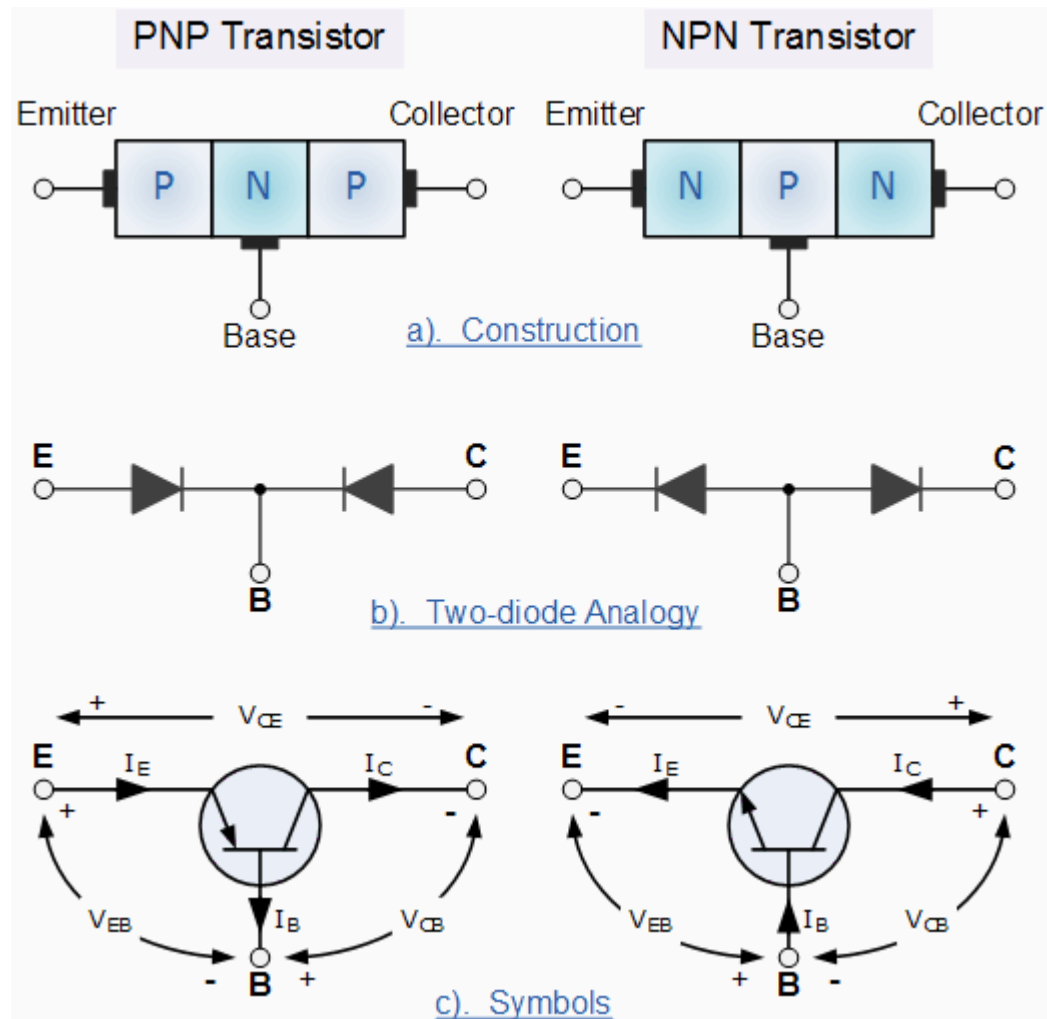 PNP Transistor NPN Transistor
Emitter Collector Emitter Collector
P N P N P N
Base Base
a). Construction
E C E C
B B
b). Two-diode Analogy
+ VCE - - VCE +
E IE IC C E IE IC C
+ - - +
VEB IB VCB VEB IB VCB
- B + + B -
c). Symbols